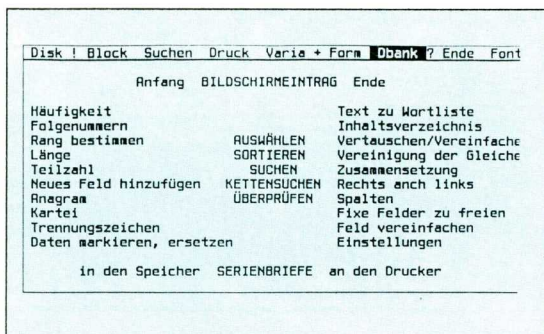 Disk ! Block Suchen Druck Varia + Form Dbank ? Ende Font
Anfang BILDSCHIRMEINTRAG Ende
Häufigkeit Text zu Wortliste
Folgenummern Inhaltsverzeichnis
Rang bestimmen AUSWÄHLEN Vertauschen/Vereinfache
Länge SORTIEREN Vereinigung der Gleiche
Teilzahl SUCHEN Zusammensetzung
Neues Feld hinzufügen KETTENSUCHEN Rechts anch links
Anagram ÜBERPRÜFEN Spalten
Kartei Fixe Felder zu freien
Trennungszeichen Feld vereinfachen
Daten markieren, ersetzen Einstellungen
in den Speicher SERIENBRIEFE an den Drucker